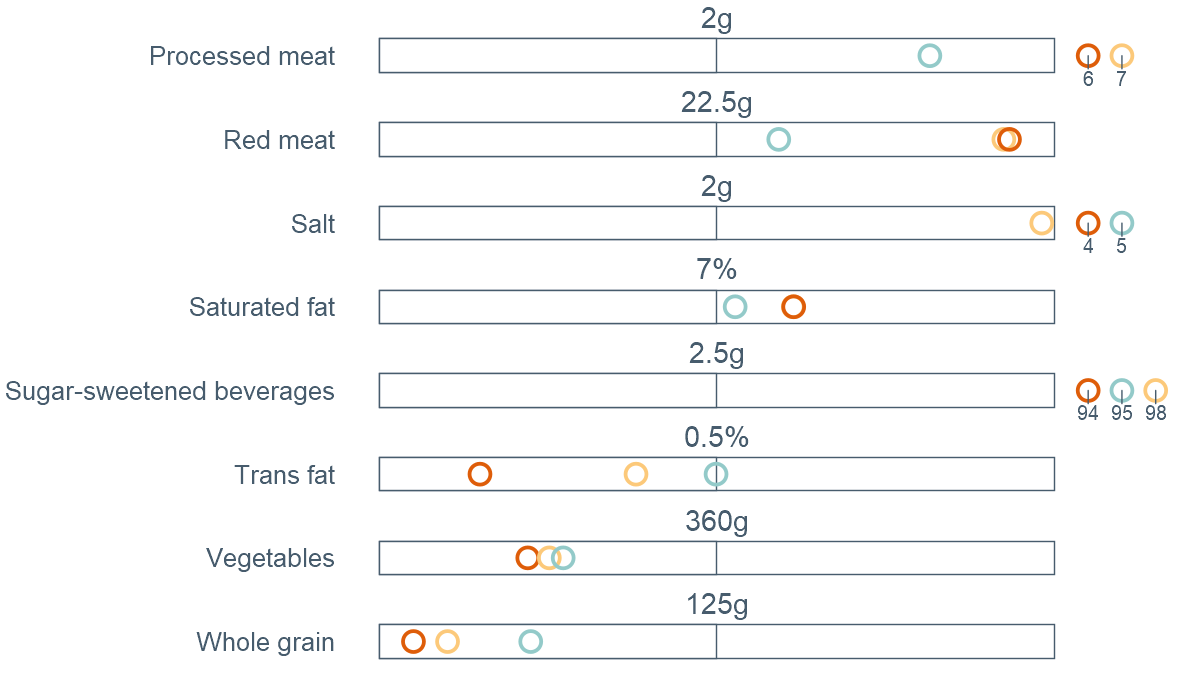 2g
Processed meat
6 7
22.5g
Red meat
2g
Salt
4 5
7%
Saturated fat
2.5g
Sugar-sweetened beverages
94 95 98
0.5%
Trans fat
360g
Vegetables
125g
Whole grain